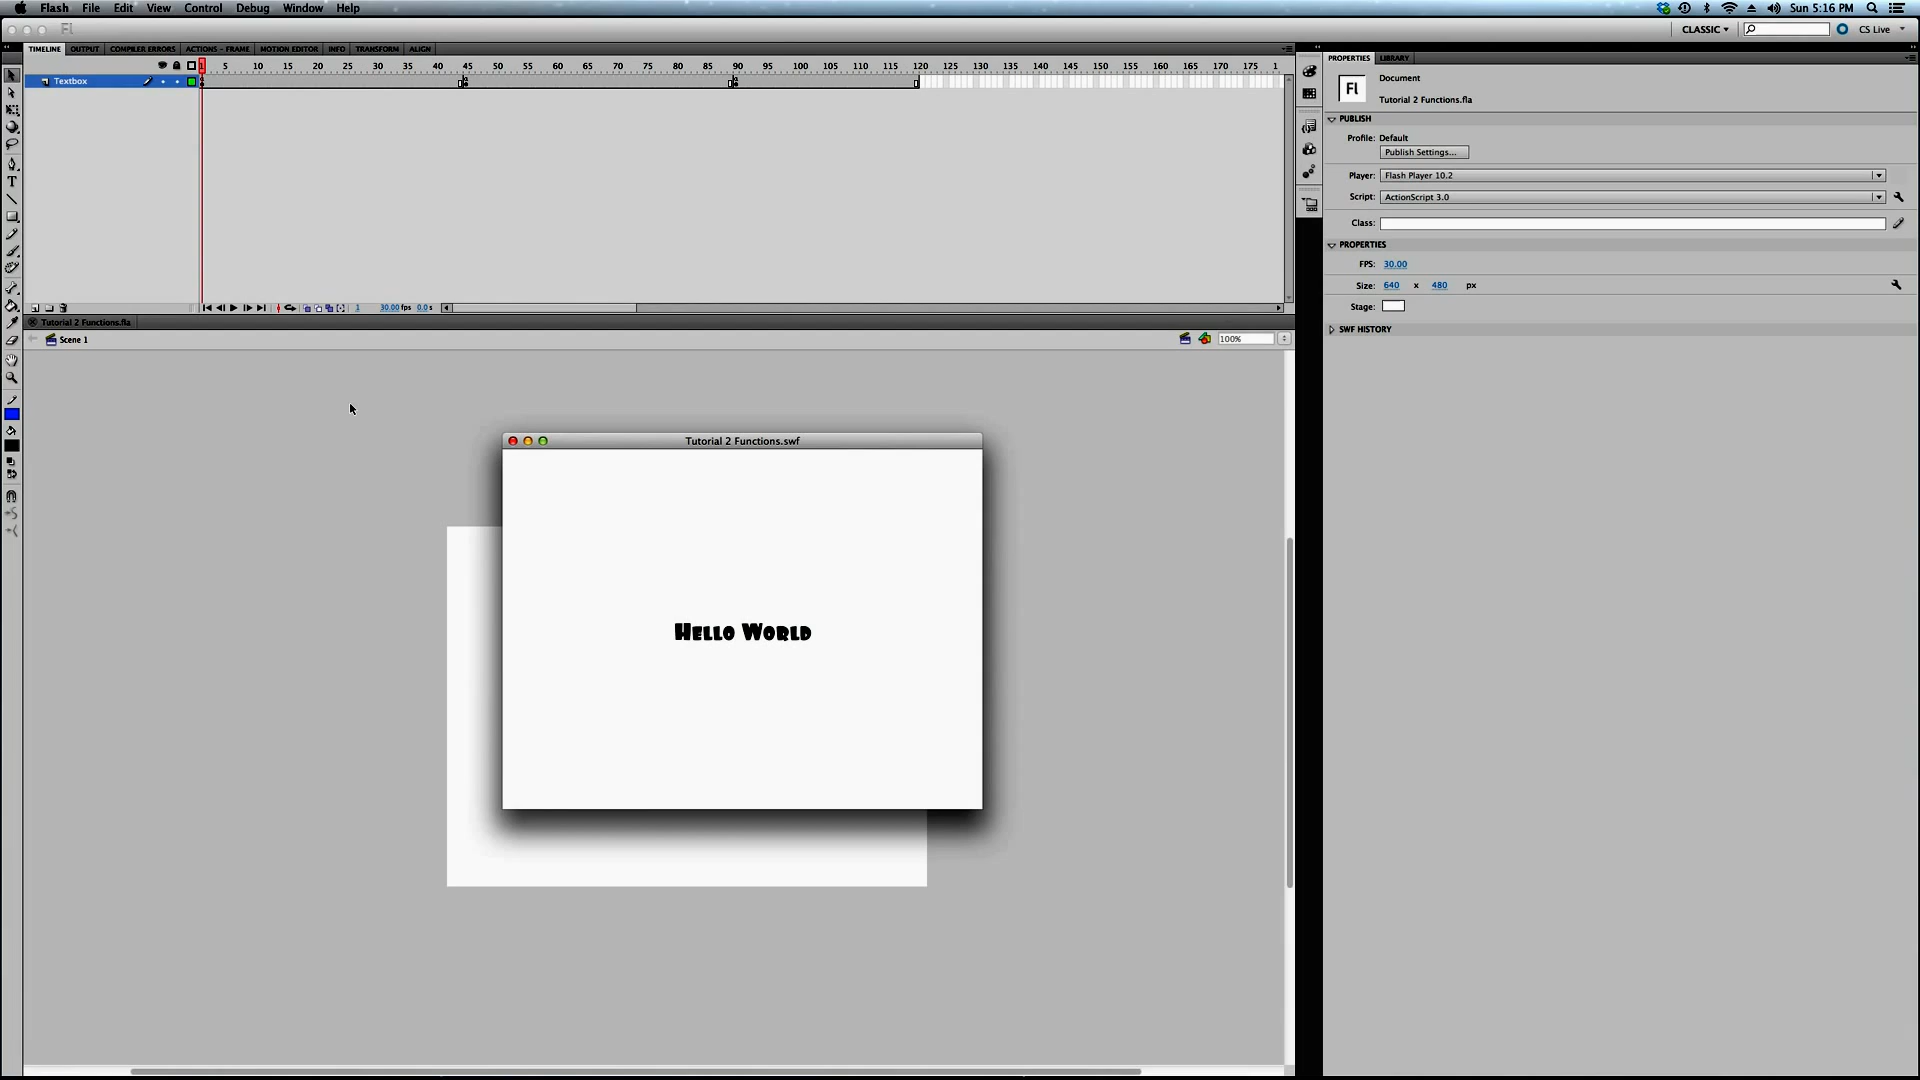 Flash File Edit View Control Debug Window Help Sun 5:16 PM
Fl CLASSIC CS Live
TIMELINE OUTPUT COMPILER ERRORS ACTIONS - FRAME MOTION EDITOR INFO TRANSFORM ALIGN
1 5 10 15 20 25 30 35 40 45 50 55 60 65 70 75 80 85 90 95 100 105 110 115 120 125 130 135 140 145 150 155 160 165 170 175 1
Textbox
1 30.00 fps 0.0 s
Tutorial 2 Functions.fla
Scene 1 100%
Tutorial 2 Functions.swf
Hello World
PROPERTIES LIBRARY
Fl
Document
Tutorial 2 Functions.fla
PUBLISH
Profile: Default
Publish Settings...
Player: Flash Player 10.2
Script: ActionScript 3.0
Class:
PROPERTIES
FPS: 30.00
Size: 640 x 480 px
Stage:
SWF HISTORY